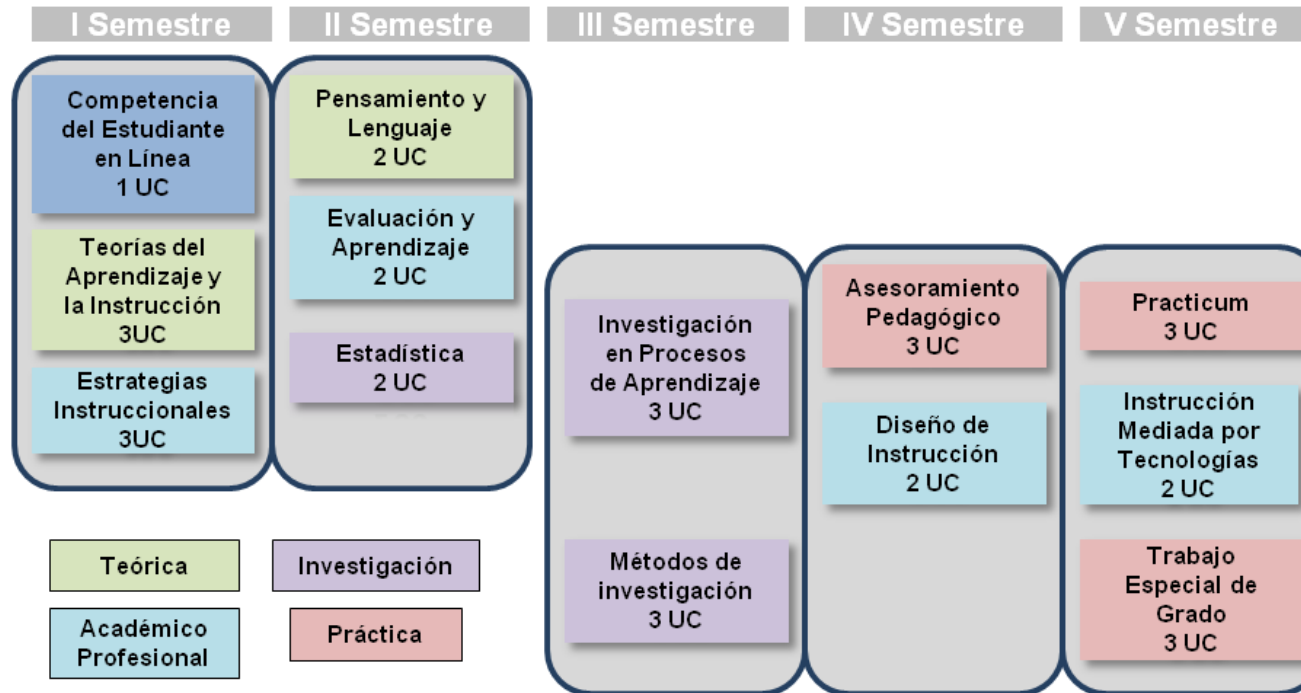 I Semestre
II Semestre
III Semestre
IV Semestre
V Semestre
Competencia
del Estudiante
en Línea
1 UC
Teorías del
Aprendizaje y
la Instrucción
3UC
Estrategias
Instruccionales
3UC
Pensamiento y
Lenguaje
2 UC
Evaluación y
Aprendizaje
2 UC
Estadística
2 UC
Investigación
en Procesos
de Aprendizaje
3 UC
Métodos de
investigación
3 UC
Asesoramiento
Pedagógico
3 UC
Diseño de
Instrucción
2 UC
Practicum
3 UC
Instrucción
Mediada por
Tecnologías
2 UC
Trabajo
Especial de
Grado
3 UC
Teórica
Investigación
Académico
Profesional
Práctica